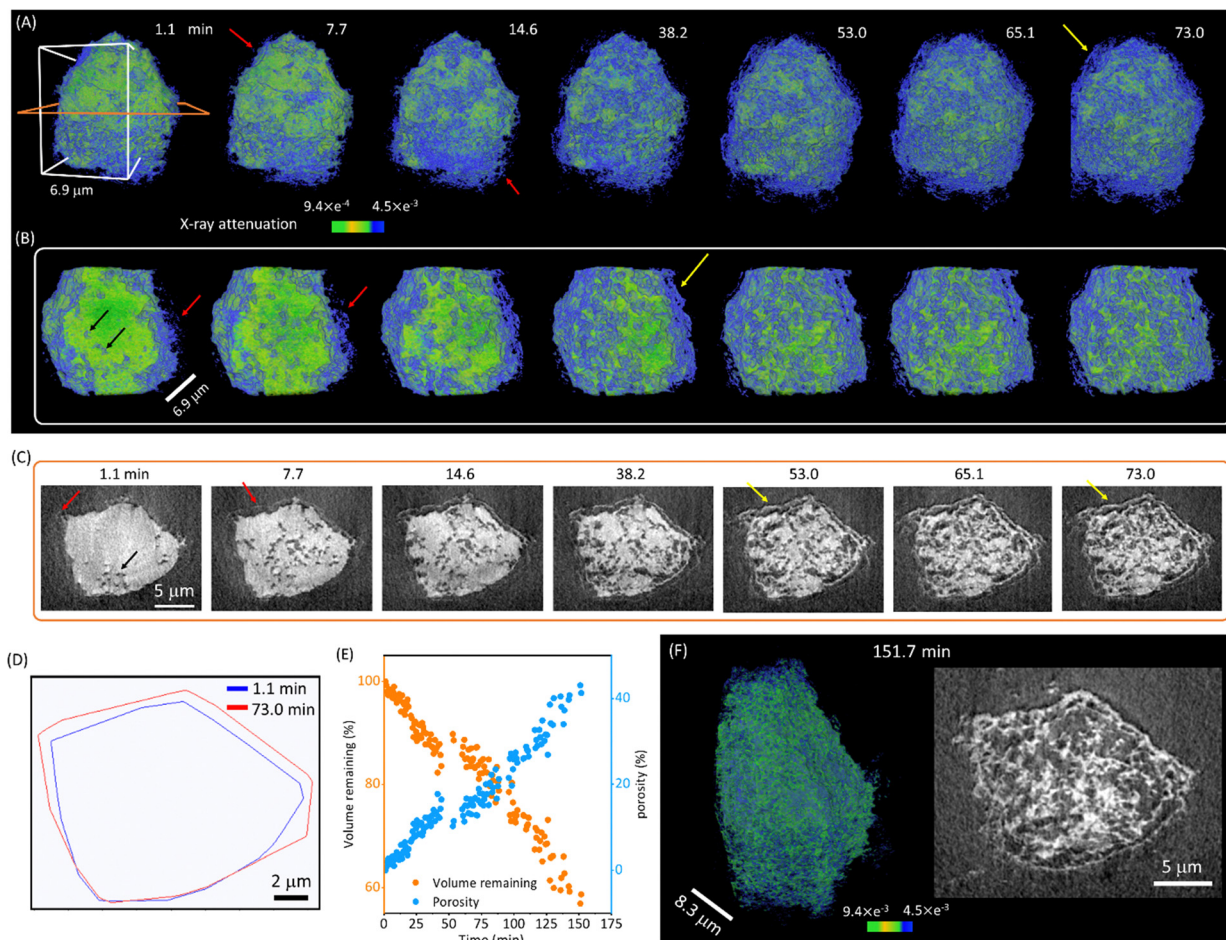 (A)
1.1 min 7.7 14.6 38.2 53.0 65.1 73.0
6.9 μm
9.4×e⁻⁴ 4.5×e⁻³
X-ray attenuation
(B)
6.9 μm
(C)
1.1 min 7.7 14.6 38.2 53.0 65.1 73.0
5 μm
(D)
1.1 min
73.0 min
2 μm
(E)
100
80
60
Volume remaining (%)
40
20
0
porosity (%)
Volume remaining
Porosity
0 25 50 75 100 125 150 175
Time (min)
(F)
151.7 min
8.3 μm
9.4×e⁻³ 4.5×e⁻³
5 μm